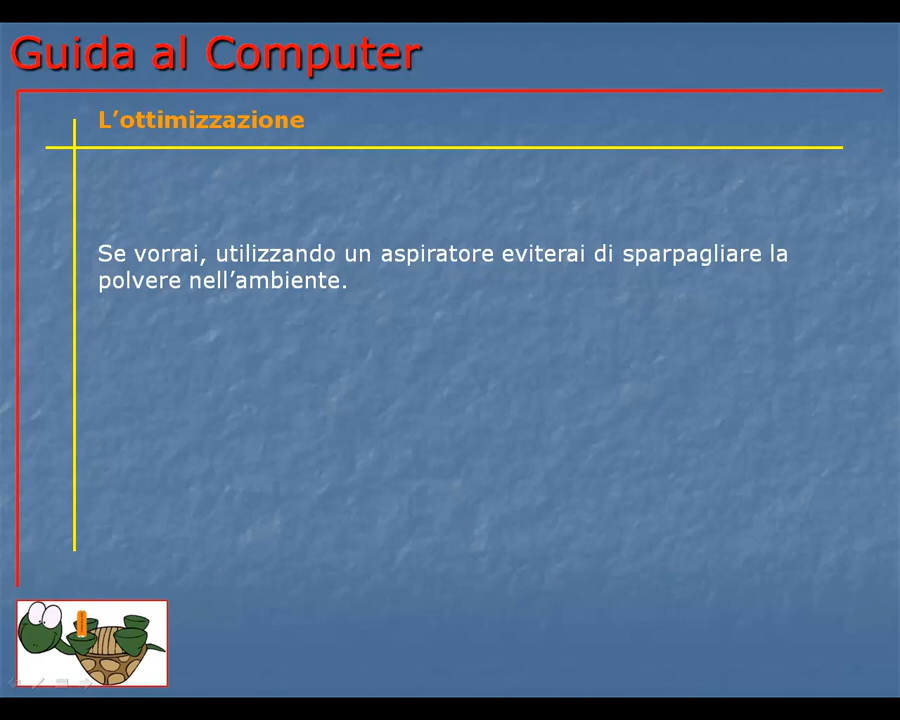 Guida al Computer
L’ottimizzazione
Se vorrai, utilizzando un aspiratore eviterai di sparpagliare la
polvere nell’ambiente.